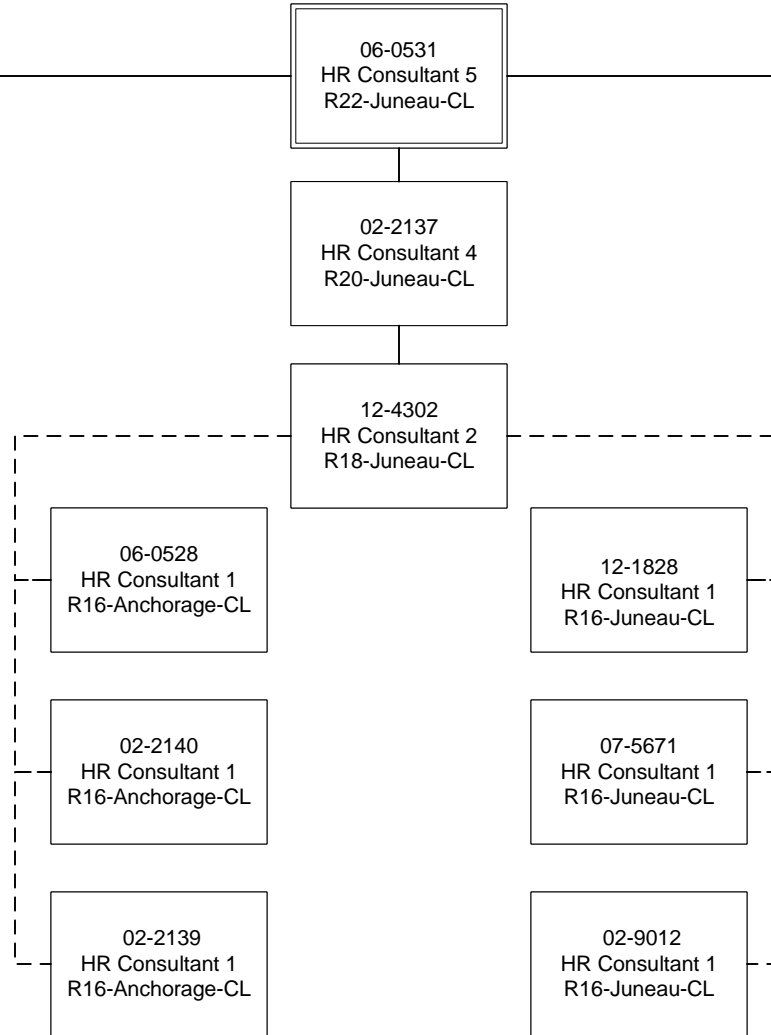 06-0531
HR Consultant 5
R22-Juneau-CL
02-2137
HR Consultant 4
R20-Juneau-CL
12-4302
HR Consultant 2
R18-Juneau-CL
06-0528
HR Consultant 1
R16-Anchorage-CL
12-1828
HR Consultant 1
R16-Juneau-CL
02-2140
HR Consultant 1
R16-Anchorage-CL
07-5671
HR Consultant 1
R16-Juneau-CL
02-2139
HR Consultant 1
R16-Anchorage-CL
02-9012
HR Consultant 1
R16-Juneau-CL